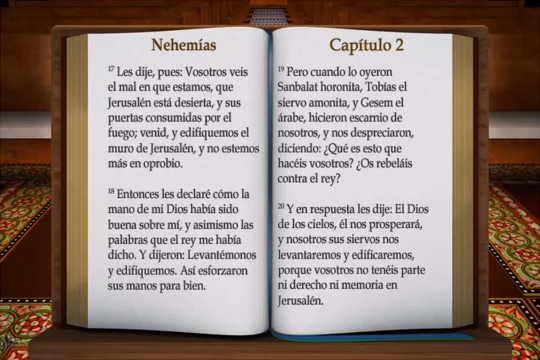 Nehemías
17 Les dije, pues: Vosotros veis
el mal en que estamos, que
Jerusalén está desierta, y sus
puertas consumidas por el
fuego; venid, y edifiquemos el
muro de Jerusalén, y no estemos
más en oprobio.
18 Entonces les declaré cómo la
mano de mi Dios había sido
buena sobre mí, y asimismo las
palabras que el rey me había
dicho. Y dijeron: Levantémonos
y edifiquemos. Así esforzaron
sus manos para bien.
Capítulo 2
19 Pero cuando lo oyeron
Sanbalat horonita, Tobías el
siervo amonita, y Gesem el
árabe, hicieron escarnio de
nosotros, y nos despreciaron,
diciendo: ¿Qué es esto que
hacéis vosotros? ¿Os rebeláis
contra el rey?
20 Y en respuesta les dije: El Dios
de los cielos, él nos prosperará,
y nosotros sus siervos nos
levantaremos y edificaremos,
porque vosotros no tenéis parte
ni derecho ni memoria en
Jerusalén.